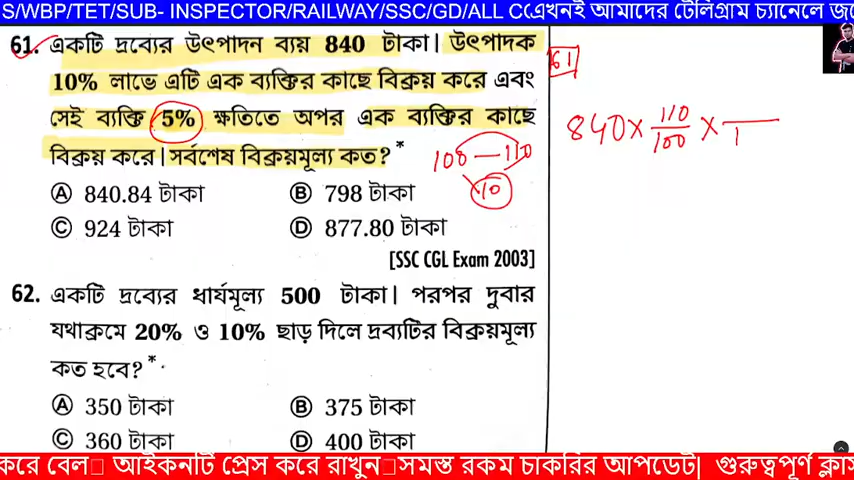 S/WBP/TET/SUB- INSPECTOR/RAILWAY/SSC/GD/ALL এখনই আমাদের টেলিগ্রাম চ্যানেলে
61. একটি দ্রব্যের উৎপাদন ব্যয় 840 টাকা। উৎপাদক
10% লাভে এটি এক ব্যক্তির কাছে বিক্রয় করে এবং
সেই ব্যক্তি 5% ক্ষতিতে অপর এক ব্যক্তির কাছে
বিক্রয় করে। সর্বশেষ বিক্রয়মূল্য কত?*
Ⓐ 840.84 টাকা Ⓑ 798 টাকা
Ⓒ 924 টাকা Ⓓ 877.80 টাকা
[SSC CGL Exam 2003]
62. একটি দ্রব্যের ধার্যমূল্য 500 টাকা। পরপর দুবার
যথাক্রমে 20% ও 10% ছাড় দিলে দ্রব্যটির বিক্রয়মূল্য
কত হবে?*
Ⓐ 350 টাকা Ⓑ 375 টাকা
Ⓒ 360 টাকা Ⓓ 400 টাকা
61
840 × 110/100 × /1
100 — 110
10
করে বেল আইকনটি প্রেস করে রাখুন সমস্ত রকম চাকরির আপডেট। গুরুত্বপূর্ণ